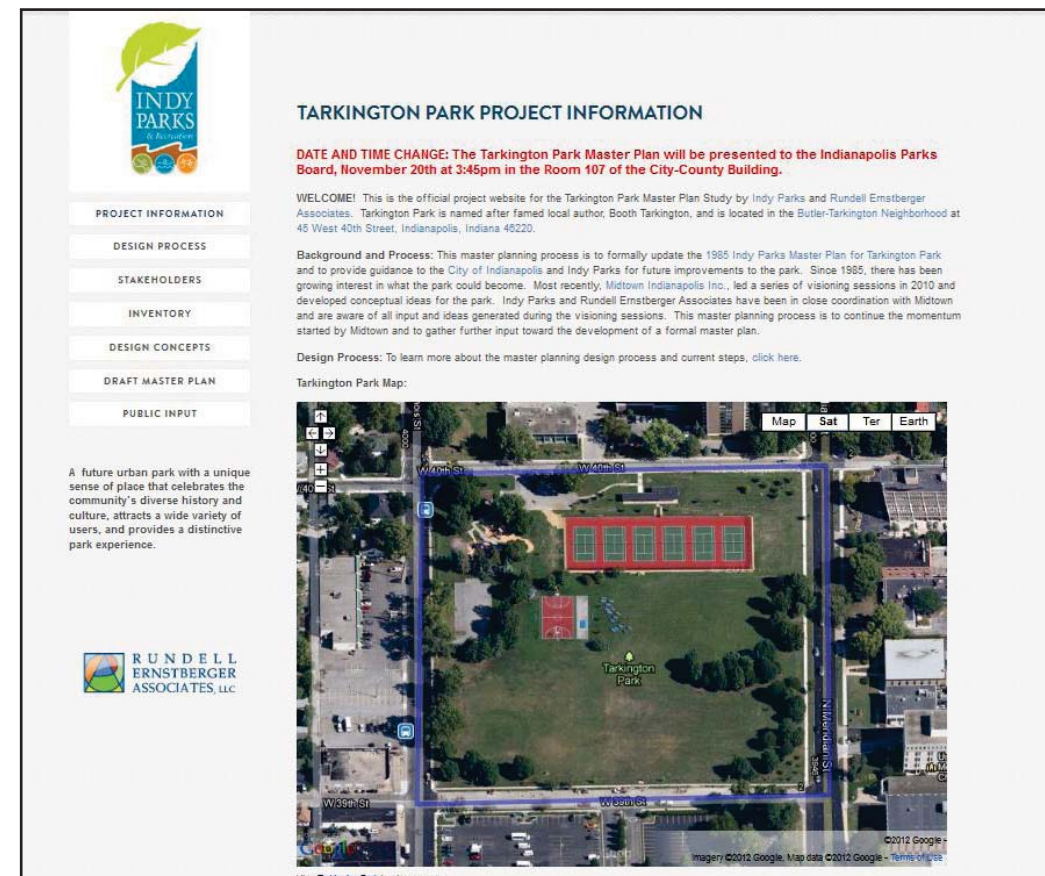 INDY
PARKS
& Recreation
PROJECT INFORMATION
DESIGN PROCESS
STAKEHOLDERS
INVENTORY
DESIGN CONCEPTS
DRAFT MASTER PLAN
PUBLIC INPUT
A future urban park with a unique
sense of place that celebrates the
community's diverse history and
culture, attracts a wide variety of
users, and provides a distinctive
park experience.
RUNDELL
ERNSTBERGER
ASSOCIATES, LLC
TARKINGTON PARK PROJECT INFORMATION
DATE AND TIME CHANGE: The Tarkington Park Master Plan will be presented to the Indianapolis Parks
Board, November 20th at 3:45pm in the Room 107 of the City-County Building.
WELCOME! This is the official project website for the Tarkington Park Master Plan Study by Indy Parks and Rundell Ernstberger
Associates. Tarkington Park is named after famed local author, Booth Tarkington, and is located in the Butler-Tarkington Neighborhood at
45 West 40th Street, Indianapolis, Indiana 46220.
Background and Process: This master planning process is to formally update the 1985 Indy Parks Master Plan for Tarkington Park
and to provide guidance to the City of Indianapolis and Indy Parks for future improvements to the park. Since 1985, there has been
growing interest in what the park could become. Most recently, Midtown Indianapolis Inc., led a series of visioning sessions in 2010 and
developed conceptual ideas for the park. Indy Parks and Rundell Ernstberger Associates have been in close coordination with Midtown
and are aware of all input and ideas generated during the visioning sessions. This master planning process is to continue the momentum
started by Midtown and to gather further input toward the development of a formal master plan.
Design Process: To learn more about the master planning design process and current steps, click here.
Tarkington Park Map:
Map Sat Ter Earth
4000
W 40th St W 40th St
Tarkington
Park
N Meridian St
3940
2
W 39th St W 39th St
Google
©2012 Google -
Imagery ©2012 Google, Map data ©2012 Google - Terms of Use